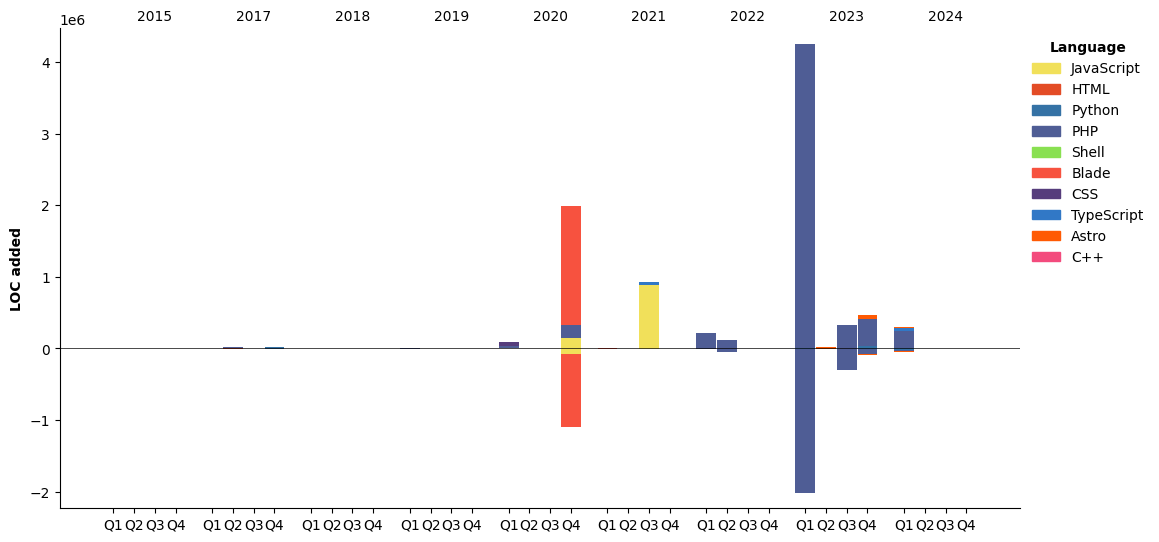 1e6
2015 2017 2018 2019 2020 2021 2022 2023 2024
Language
JavaScript
HTML
Python
PHP
Shell
Blade
CSS
TypeScript
Astro
C++
LOC added
4
3
2
1
0
−1
−2
Q1 Q2 Q3 Q4 Q1 Q2 Q3 Q4 Q1 Q2 Q3 Q4 Q1 Q2 Q3 Q4 Q1 Q2 Q3 Q4 Q1 Q2 Q3 Q4 Q1 Q2 Q3 Q4 Q1 Q2 Q3 Q4 Q1 Q2 Q3 Q4